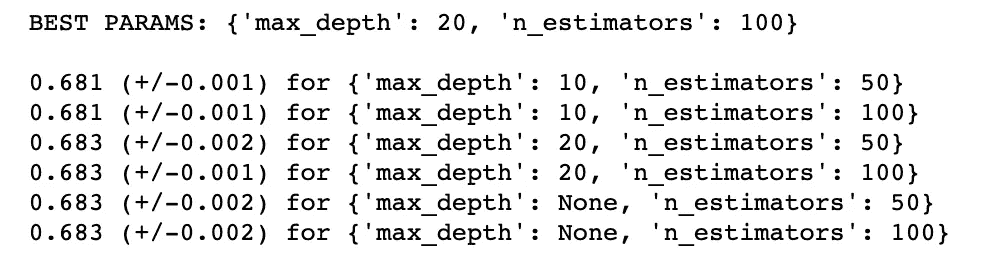 BEST PARAMS: {'max_depth': 20, 'n_estimators': 100}
0.681 (+/-0.001) for {'max_depth': 10, 'n_estimators': 50}
0.681 (+/-0.001) for {'max_depth': 10, 'n_estimators': 100}
0.683 (+/-0.002) for {'max_depth': 20, 'n_estimators': 50}
0.683 (+/-0.001) for {'max_depth': 20, 'n_estimators': 100}
0.683 (+/-0.002) for {'max_depth': None, 'n_estimators': 50}
0.683 (+/-0.002) for {'max_depth': None, 'n_estimators': 100}